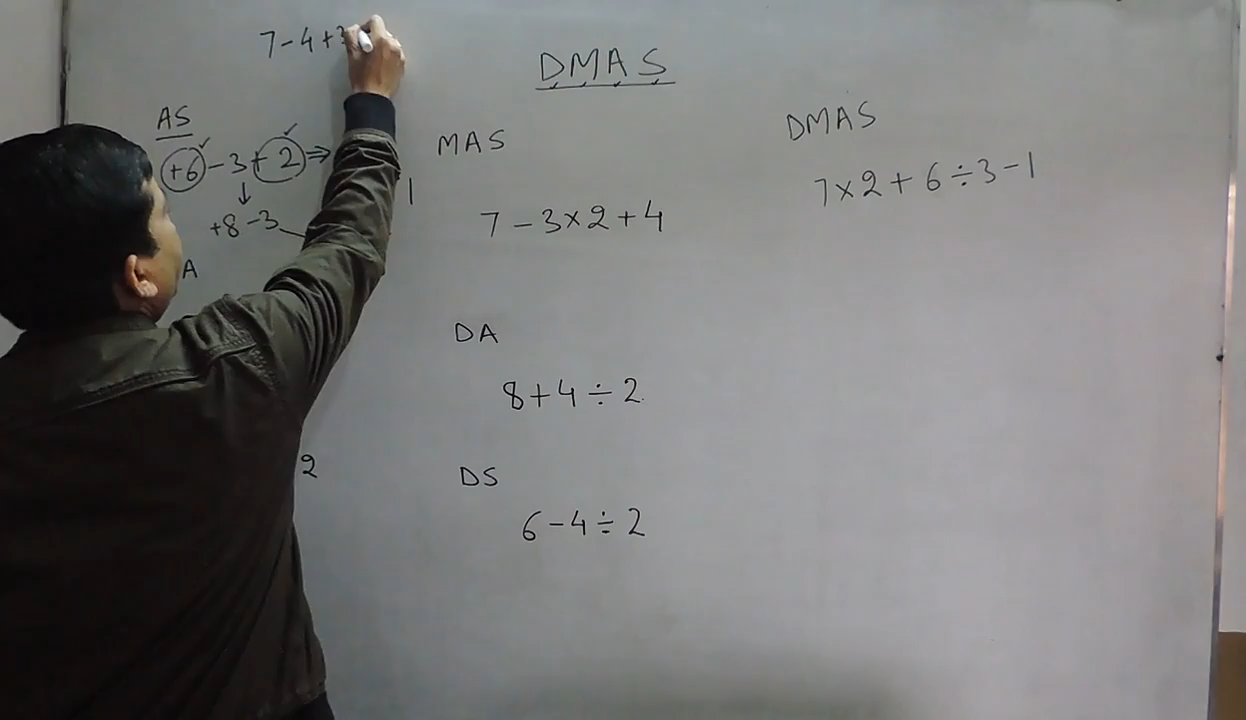 7-4+3
DMAS
AS
+6-3+2⇒
+8-3
A
2
MAS
7-3×2+4
DA
8+4÷2
DS
6-4÷2
DMAS
7×2+6÷3-1